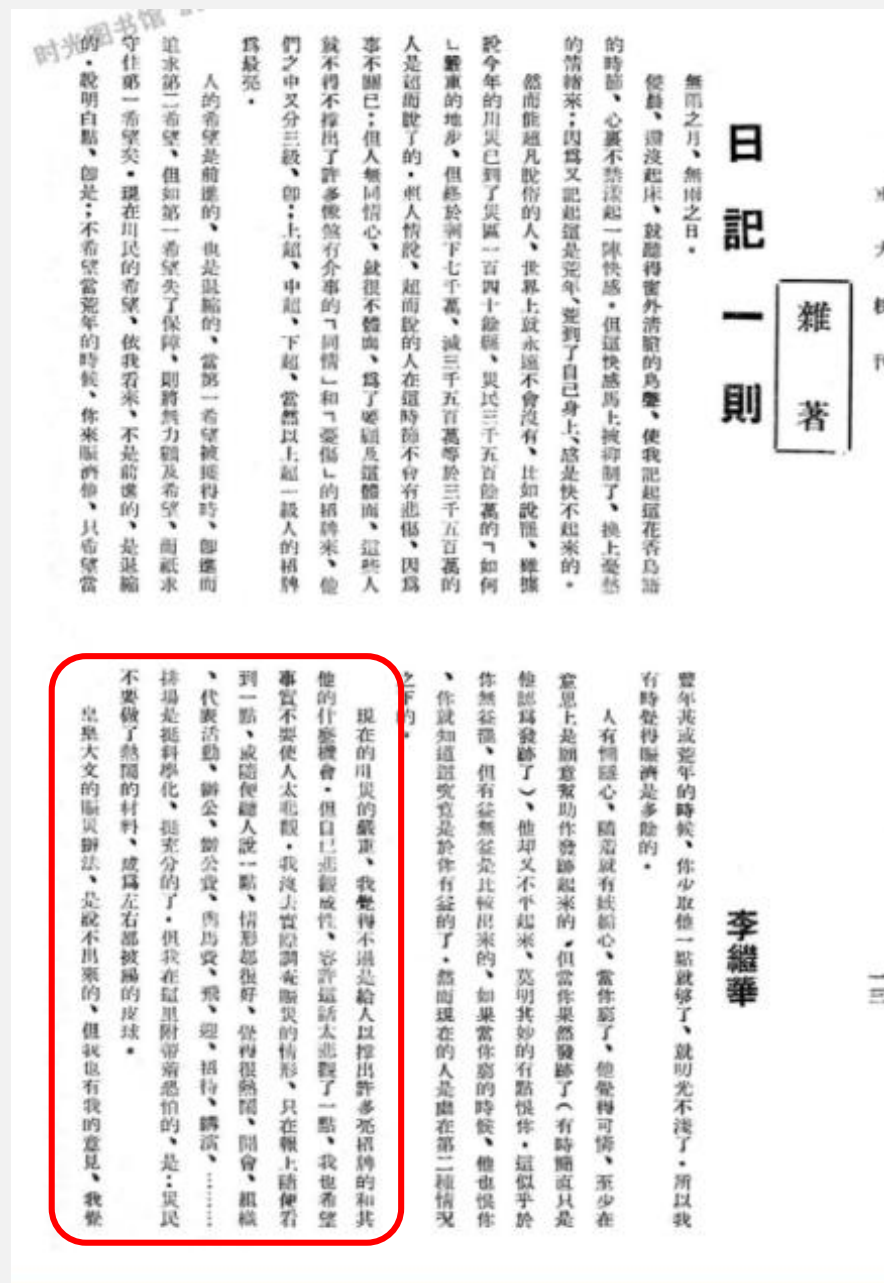 时光图书馆
刊
雜著
日記一則
李繼華
一三
無雨之月、無雨之日。
侵晨、還沒起床、就聽得窗外清脆的鳥聲、使我記起這花香鳥語
的時節、心裏不禁漾起一陣快感。但這快感馬上被抑制了、換上憂愁
的情緒來；因爲又記起這是荒年、荒到了自己身上、感是快不起來的。
然而能超凡脫俗的人、世界上就永遠不會沒有、比如說罷、雖據
說今年的川災已到了災區一百四十餘縣、災民三千五百餘萬的「如何
」嚴重的地步、但終於剩下七千萬、減三千五百萬等於三千五百萬的
人是超而脫了的。照人情說、超而脫的人在這時節不會有悲傷、因爲
事不關己；但人無同情心、就很不體面、爲了要顧及這體面、這些人
就不得不撑出了許多像煞有介事的「同情」和「憂傷」的招牌來、他
們之中又分三級、卽：上超、中超、下超、當然以上超一級人的招牌
爲最亮。
人的希望是前進的、也是退縮的、當第一希望被獲得時、卽進而
追求第二希望、但如第一希望失了保障、則將無力顧及希望、而祇求
守住第一希望矣。現在川民的希望、依我看來、不是前進的、是退縮
的。說明白點、卽是：不希望當荒年的時候、你來賑濟他、只希望當
豐年甚或荒年的時候、你少取他一點就够了、就明光不淺了。所以我
有時覺得賑濟是多餘的。
人有惻隱心、隨着就有嫉妬心、當你窮了、他覺得可憐、至少在
意思上是願意幫助你發跡起來的。但當你果然發跡了（有時簡直只是
他認爲發跡了）、他却又不平起來、莫明其妙的有點恨你。這似乎於
你無益罷、但有益無益是比較出來的、如果當你窮的時候、他也恨你
、你就知道這究竟是於你有益的了。然而現在的人是處在第二種情況
之下的。
現在的川災的嚴重、我覺得不過是給人以撑出許多亮招牌的和其
他的什麼機會。但自己悲觀成性、容許這話太悲觀了一點、我也希望
事實不要使人太悲觀。我沒去實際調查賑災的情形、只在報上隨便看
到一點、或隨便聽人說一點、情形都很好、覺得很熱鬧、開會、組織
、代表活動、辦公、辦公費、輿馬費、飛、迎、招待、講演、………
排場是挺科學化、挺充分的了。但我在這里附帶着恐怕的、是：災民
不要做了熱鬧的材料、成爲左右都被踢的皮球。
皇皇大文的賑災辦法、是說不出來的、但我也有我的意見、我覺